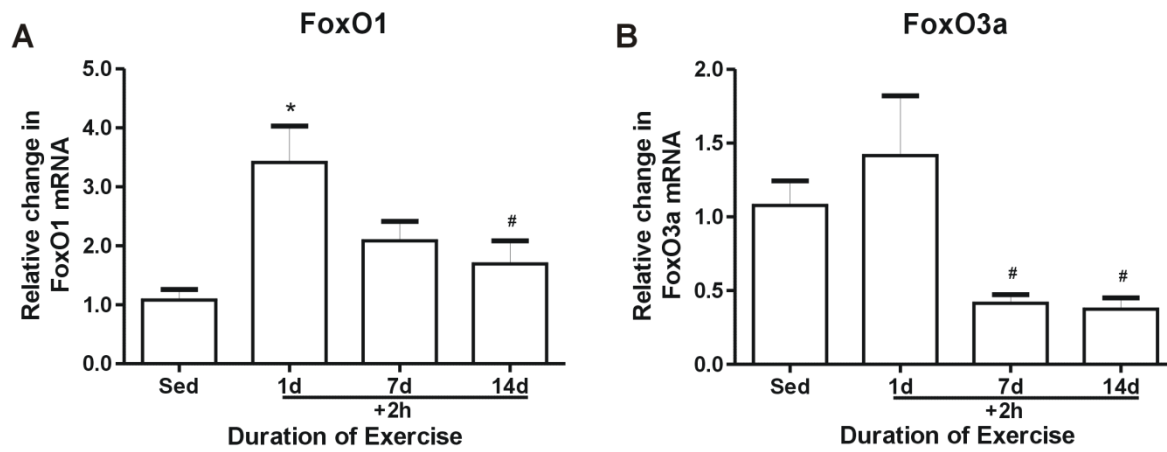 A
FoxO1
Relative change in
FoxO1 mRNA
5.0
4.0
3.0
2.0
1.0
0.0
*
#
Sed
1d
7d
14d
+2h
Duration of Exercise
B
FoxO3a
Relative change in
FoxO3a mRNA
2.0
1.5
1.0
0.5
0.0
#
#
Sed
1d
7d
14d
+2h
Duration of Exercise